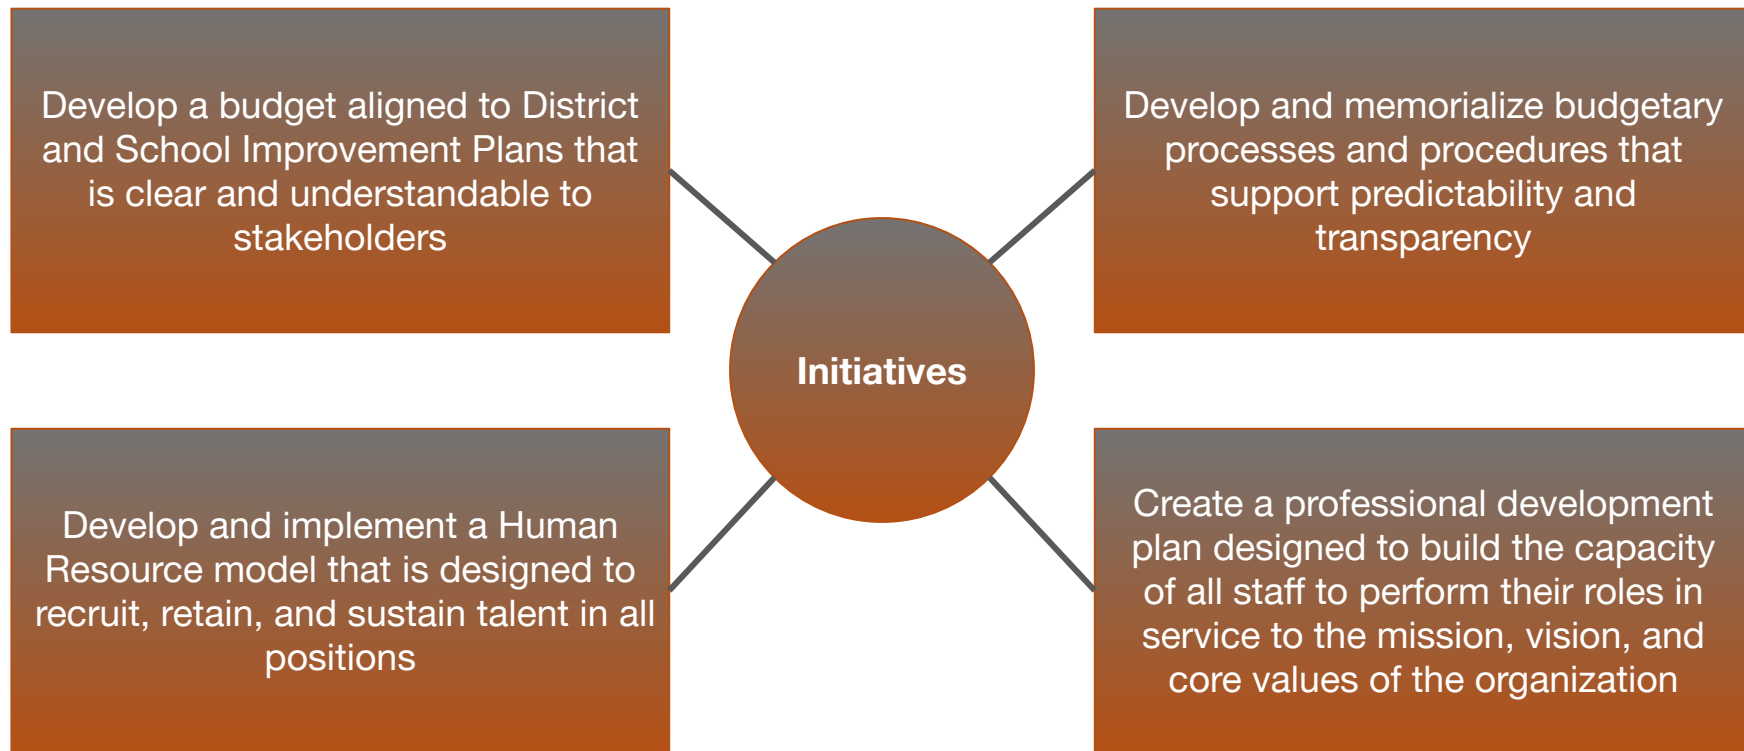 Develop a budget aligned to District
and School Improvement Plans that
is clear and understandable to
stakeholders
Develop and memorialize budgetary
processes and procedures that
support predictability and
transparency
Initiatives
Develop and implement a Human
Resource model that is designed to
recruit, retain, and sustain talent in all
positions
Create a professional development
plan designed to build the capacity
of all staff to perform their roles in
service to the mission, vision, and
core values of the organization